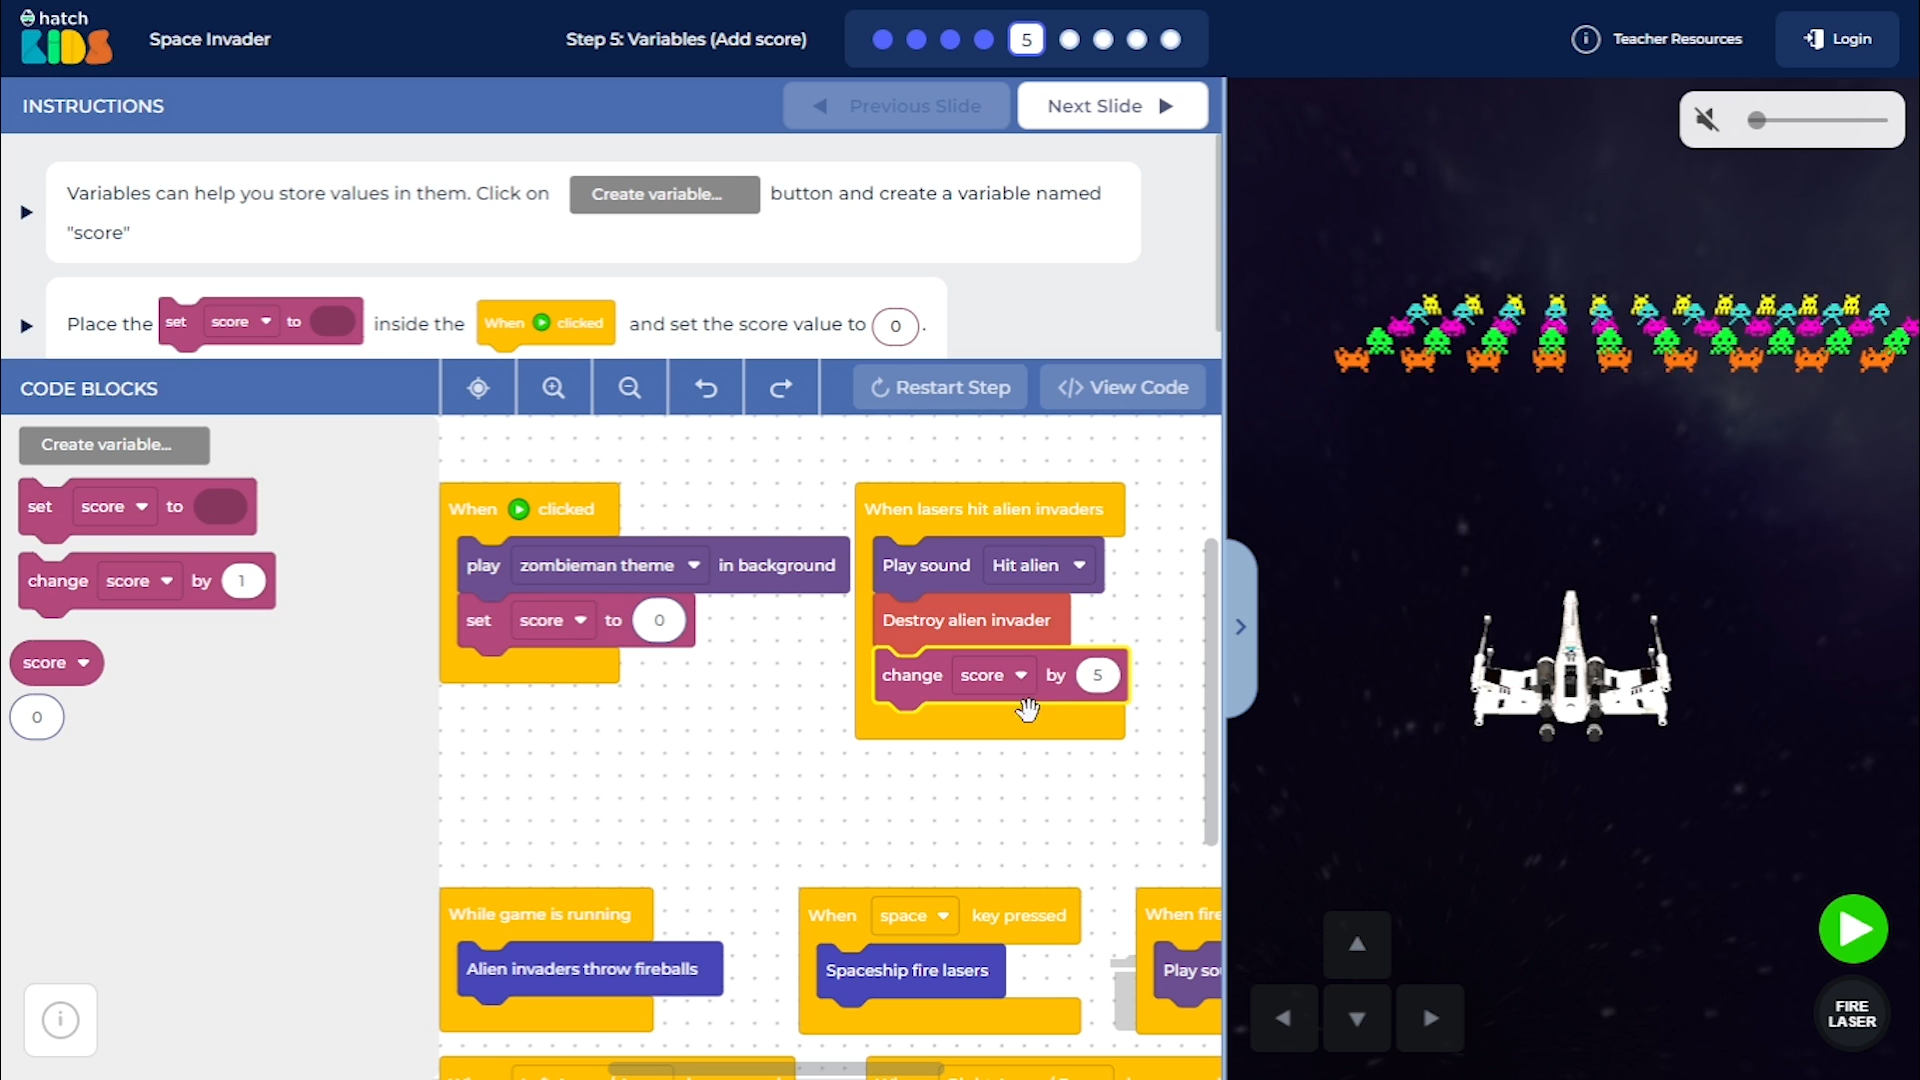 hatch
KIDS
Space Invader
Step 5: Variables (Add score)
5
Teacher Resources
Login
INSTRUCTIONS
Previous Slide
Next Slide
Variables can help you store values in them. Click on Create variable... button and create a variable named
"score"
Place the set score to inside the When clicked and set the score value to 0 .
CODE BLOCKS
Restart Step
</> View Code
Create variable...
set score to
change score by 1
score
0
When clicked
play zombieman theme in background
set score to 0
When lasers hit alien invaders
Play sound Hit alien
Destroy alien invader
change score by 5
While game is running
Alien invaders throw fireballs
When space key pressed
Spaceship fire lasers
When fire
Play so
FIRE
LASER